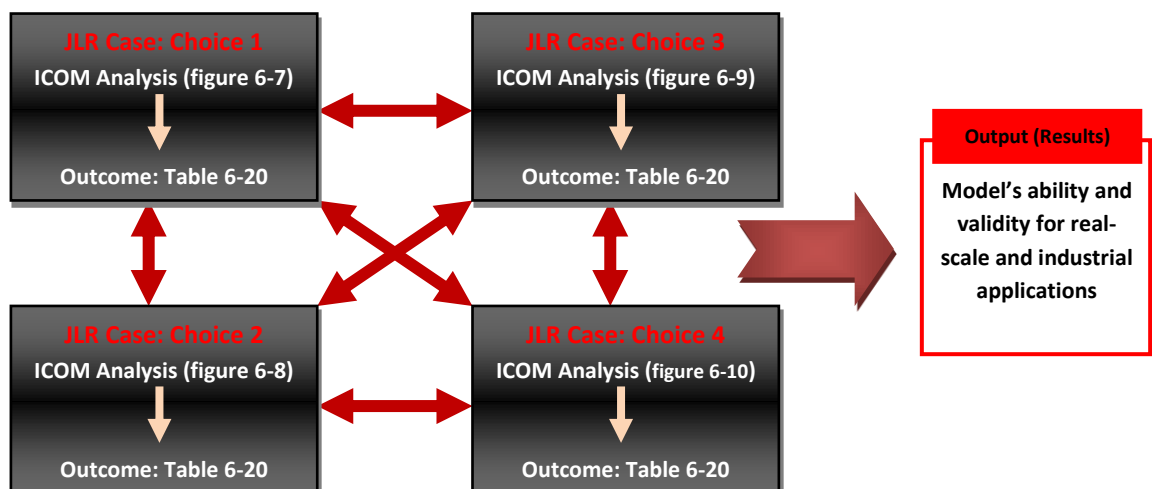 JLR Case: Choice 1
ICOM Analysis (figure 6-7)
Outcome: Table 6-20
JLR Case: Choice 3
ICOM Analysis (figure 6-9)
Outcome: Table 6-20
JLR Case: Choice 2
ICOM Analysis (figure 6-8)
Outcome: Table 6-20
JLR Case: Choice 4
ICOM Analysis (figure 6-10)
Outcome: Table 6-20
Output (Results)
Model’s ability and
validity for real-
scale and industrial
applications